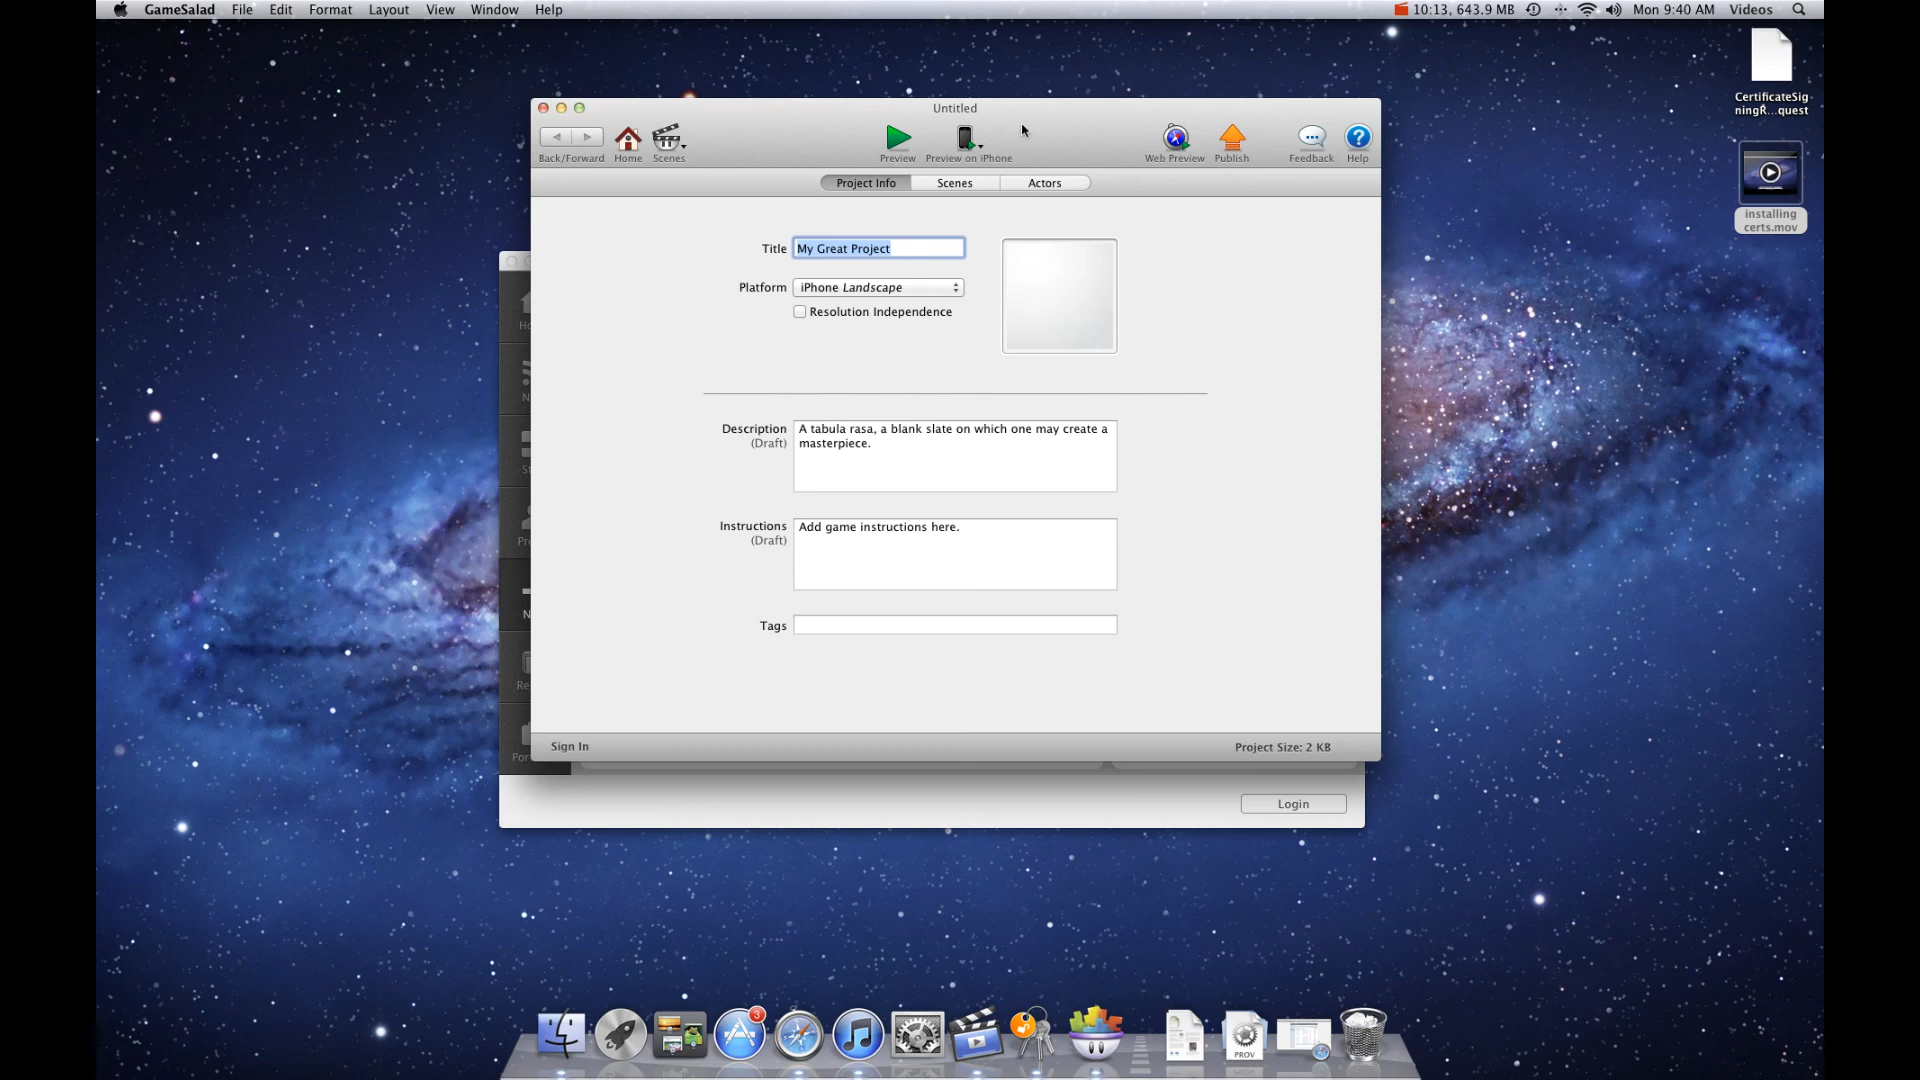 GameSalad File Edit Format Layout View Window Help
10:13, 643.9 MB Mon 9:40 AM Videos
CertificateSig
ningR...quest
installing
certs.mov
Untitled
Back/Forward Home Scenes Preview Preview on iPhone Web Preview Publish Feedback Help
Project Info Scenes Actors
Title My Great Project
Platform iPhone Landscape
Resolution Independence
Description A tabula rasa, a blank slate on which one may create a
(Draft) masterpiece.
Instructions Add game instructions here.
(Draft)
Tags
Sign In Project Size: 2 KB
Login
3
PROV